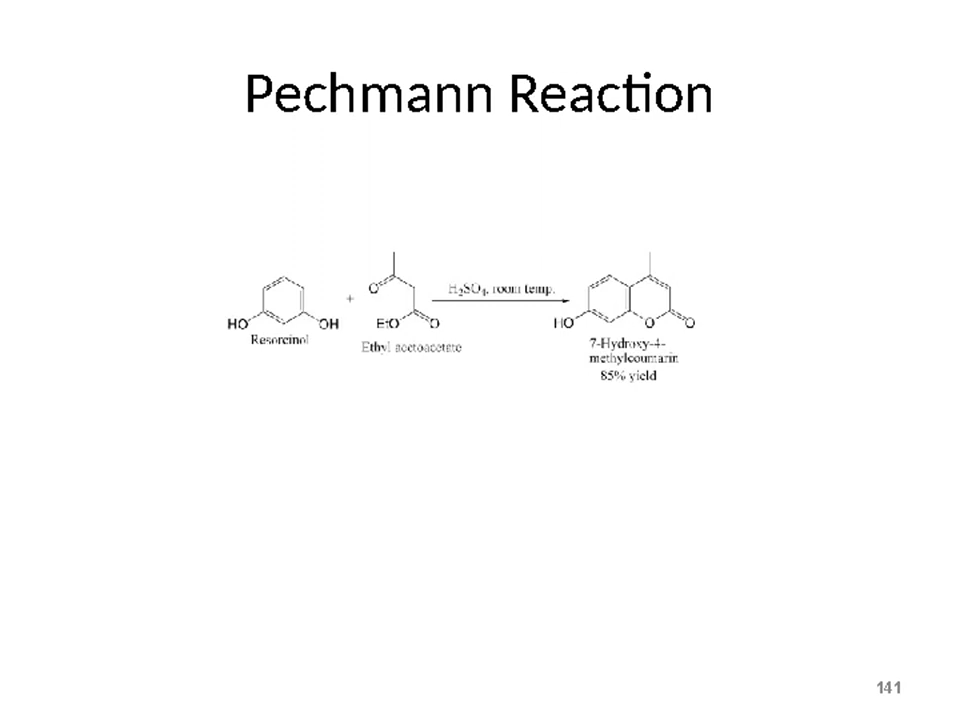 Pechmann Reaction
O
+
H₂SO₄, room temp.
HO
OH
EtO
O
HO
O
O
Resorcinol
Ethyl acetoacetate
7-Hydroxy-4-
methylcoumarin
85% yield
141